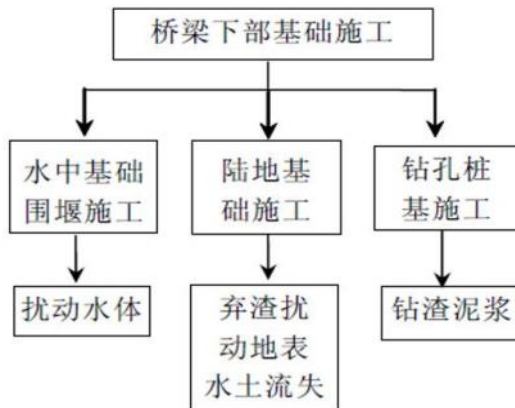 桥梁下部基础施工
水中基础
围堰施工
陆地基
础施工
钻孔桩
基施工
扰动水体
弃渣扰
动地表
水土流失
钻渣泥浆